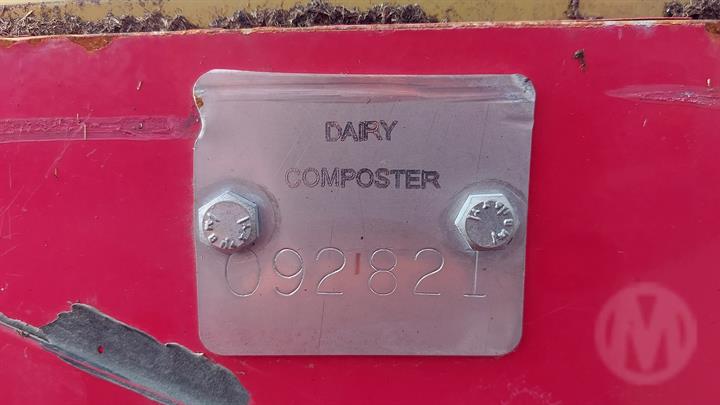 DAIRY
COMPOSTER
092821
M